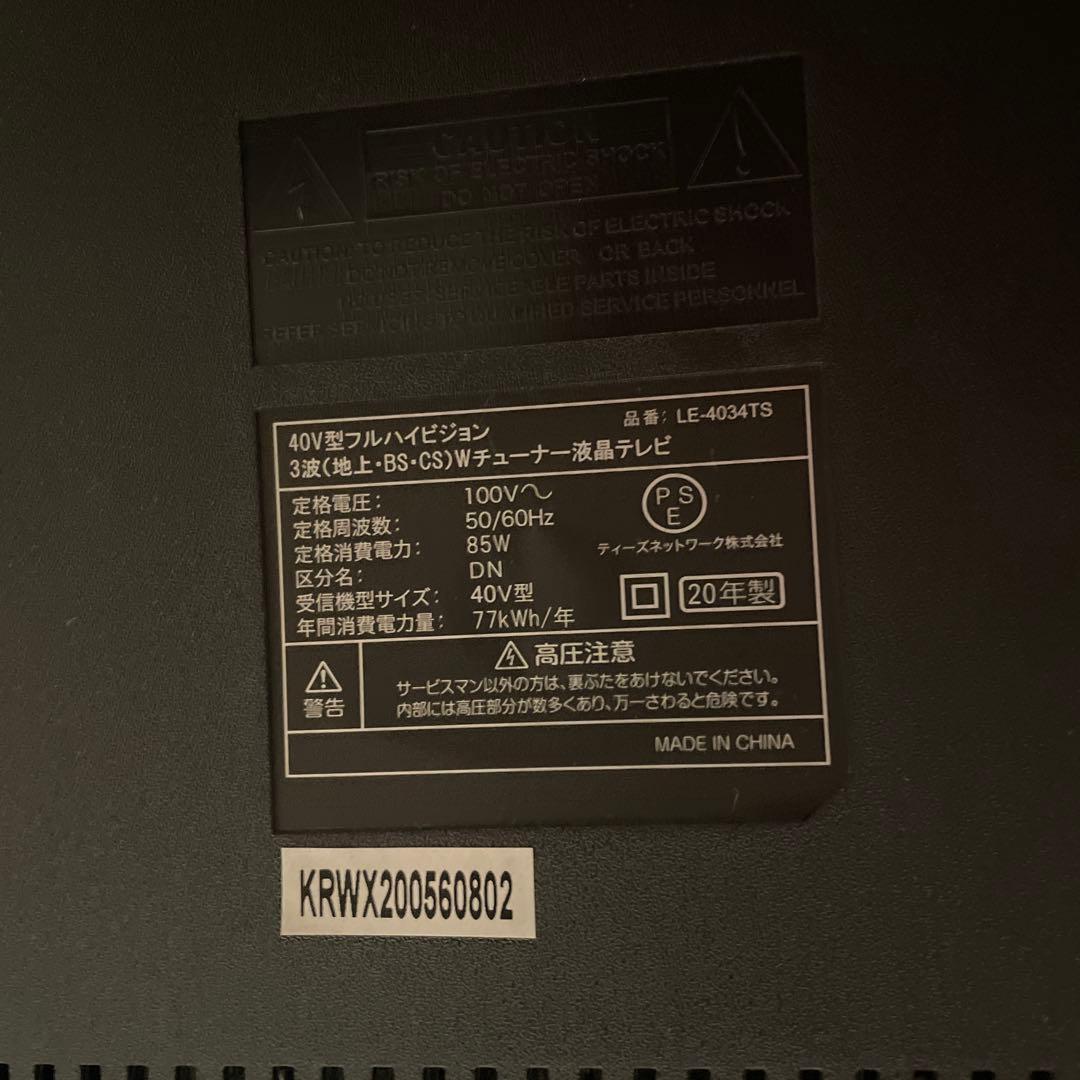 CAUTION
RISK OF ELECTRIC SHOCK
DO NOT OPEN
CAUTION: TO REDUCE THE RISK OF ELECTRIC SHOCK
DO NOT REMOVE COVER OR BACK
NO USER-SERVICEABLE PARTS INSIDE
REFER SERVICING TO QUALIFIED SERVICE PERSONNEL
40V型フルハイビジョン 品番; LE-4034TS
3波(地上・BS・CS)Wチューナー液晶テレビ
定格電圧: 100V～
定格周波数: 50/60Hz
定格消費電力: 85W
区分名: DN
受信機型サイズ: 40V型
年間消費電力量: 77kWh/年
P S
E
ティーズネットワーク株式会社
20年製
警告
高圧注意
サービスマン以外の方は、裏ぶたをあけないでください。
内部には高圧部分が数多くあり、万一さわると危険です。
MADE IN CHINA
KRWX200560802